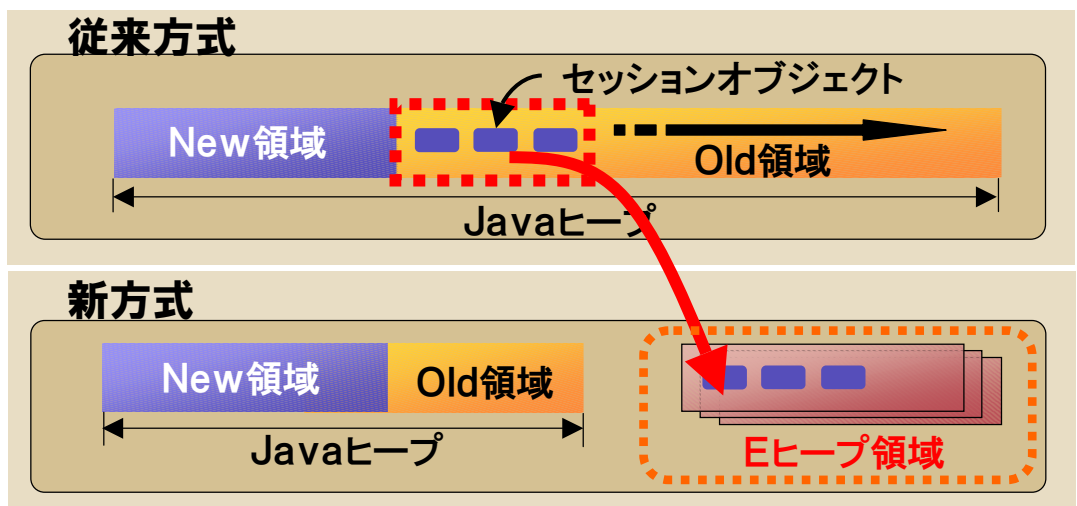 従来方式
セッションオブジェクト
New領域
Old領域
Javaヒープ
新方式
New領域
Old領域
Javaヒープ
Eヒープ領域